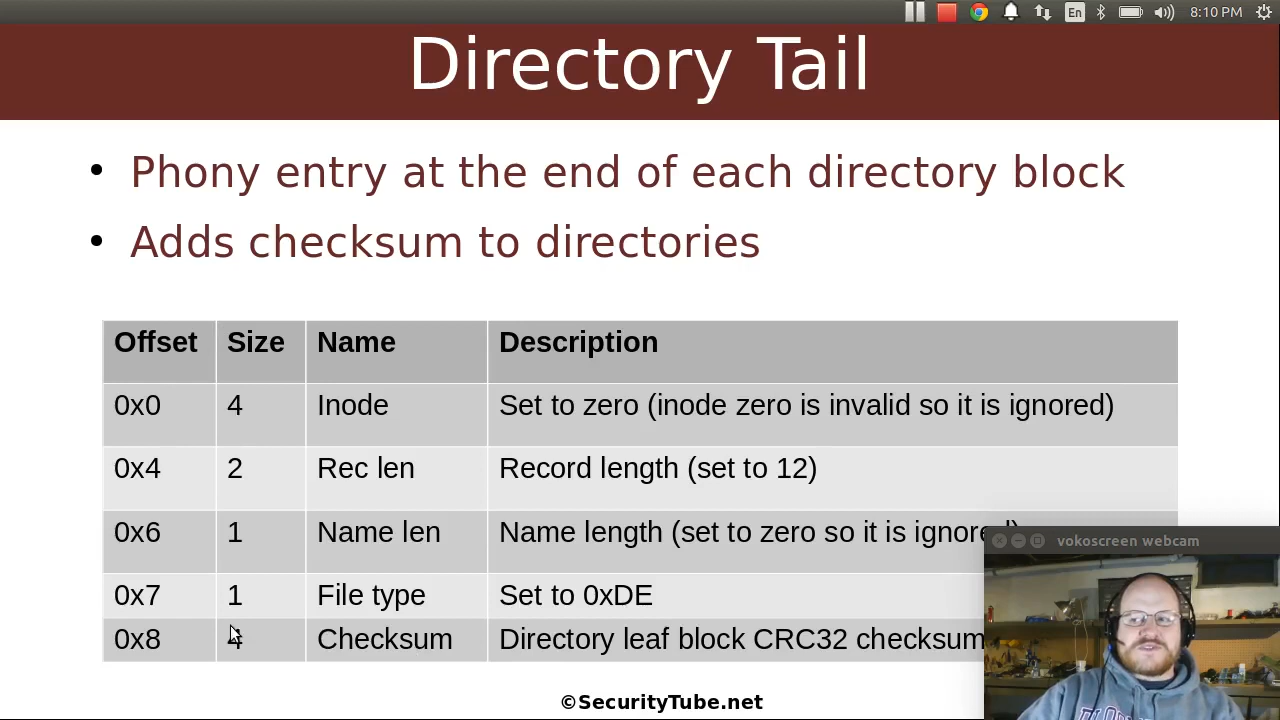 En 8:10 PM
Directory Tail
• Phony entry at the end of each directory block
• Adds checksum to directories
Offset Size Name Description
0x0 4 Inode Set to zero (inode zero is invalid so it is ignored)
0x4 2 Rec len Record length (set to 12)
0x6 1 Name len Name length (set to zero so it is ignored)
0x7 1 File type Set to 0xDE
0x8 4 Checksum Directory leaf block CRC32 checksum
vokoscreen webcam
©SecurityTube.net